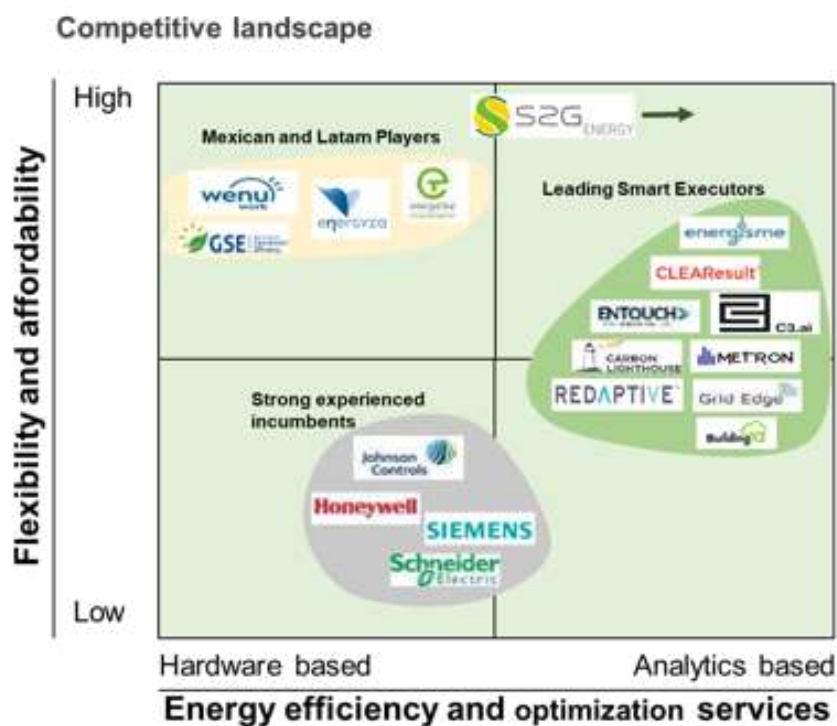 Competitive landscape
High
S2G ENERGY
Mexican and Latam Players
Leading Smart Executors
wenu
work
GSE
energisme
CLEAResult
ENTOUCH
C3.ai
CARBON
LIGHTHOUSE
METRON
REDAPTIVE
Grid Edge
Building
Flexibility and affordability
Strong experienced
incumbents
Johnson
Controls
Honeywell
SIEMENS
Schneider
Electric
Low
Hardware based
Analytics based
Energy efficiency and optimization services